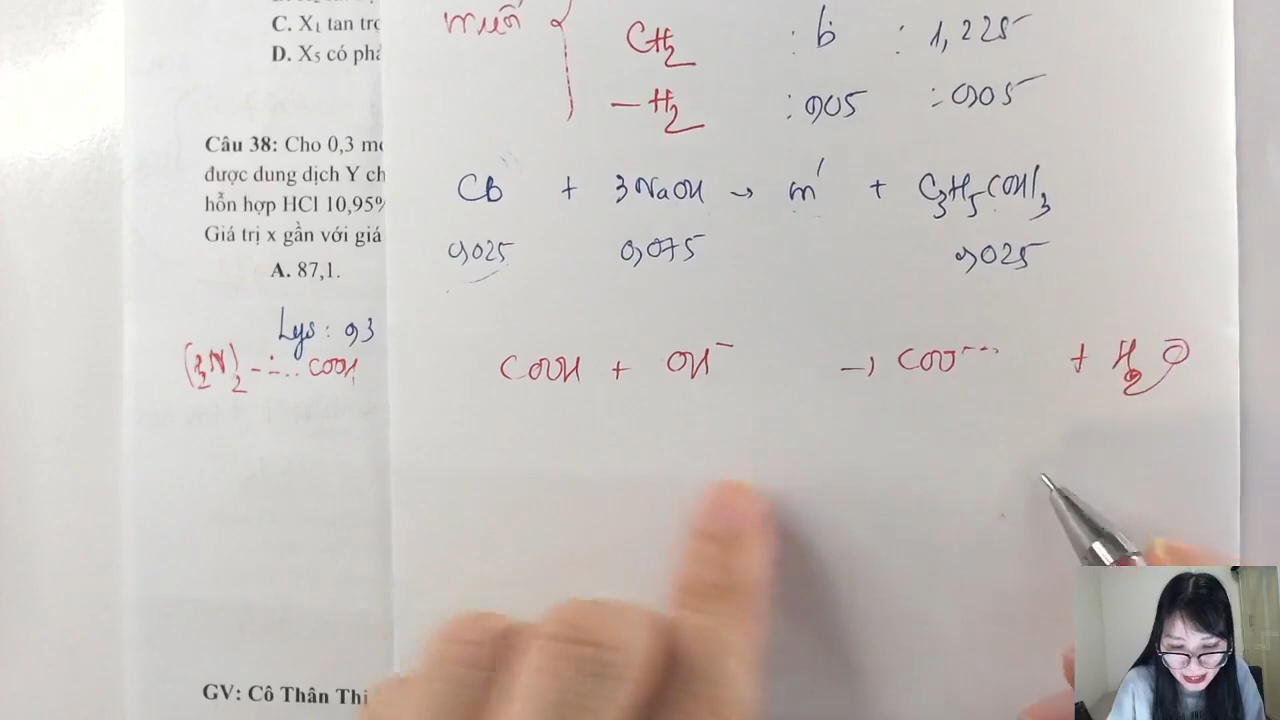 C. X₁ tan trọ
D. X₅ có phả
muối { CH₂ : b : 1,225
− H₂ : 0,05 : 0,05
Câu 38: Cho 0,3 mo
được dung dịch Y ch
hỗn hợp HCl 10,95%
Giá trị x gần với giá
A. 87,1.
Cb + 3NaOH → m' + C₃H₅(OH)₃
0,025 0,075 0,025
Lys : 0,3
(H₂N)₂ - ... COOH
COOH + OH⁻ → COO⁻ ... + H₂O
GV: Cô Thân Thị